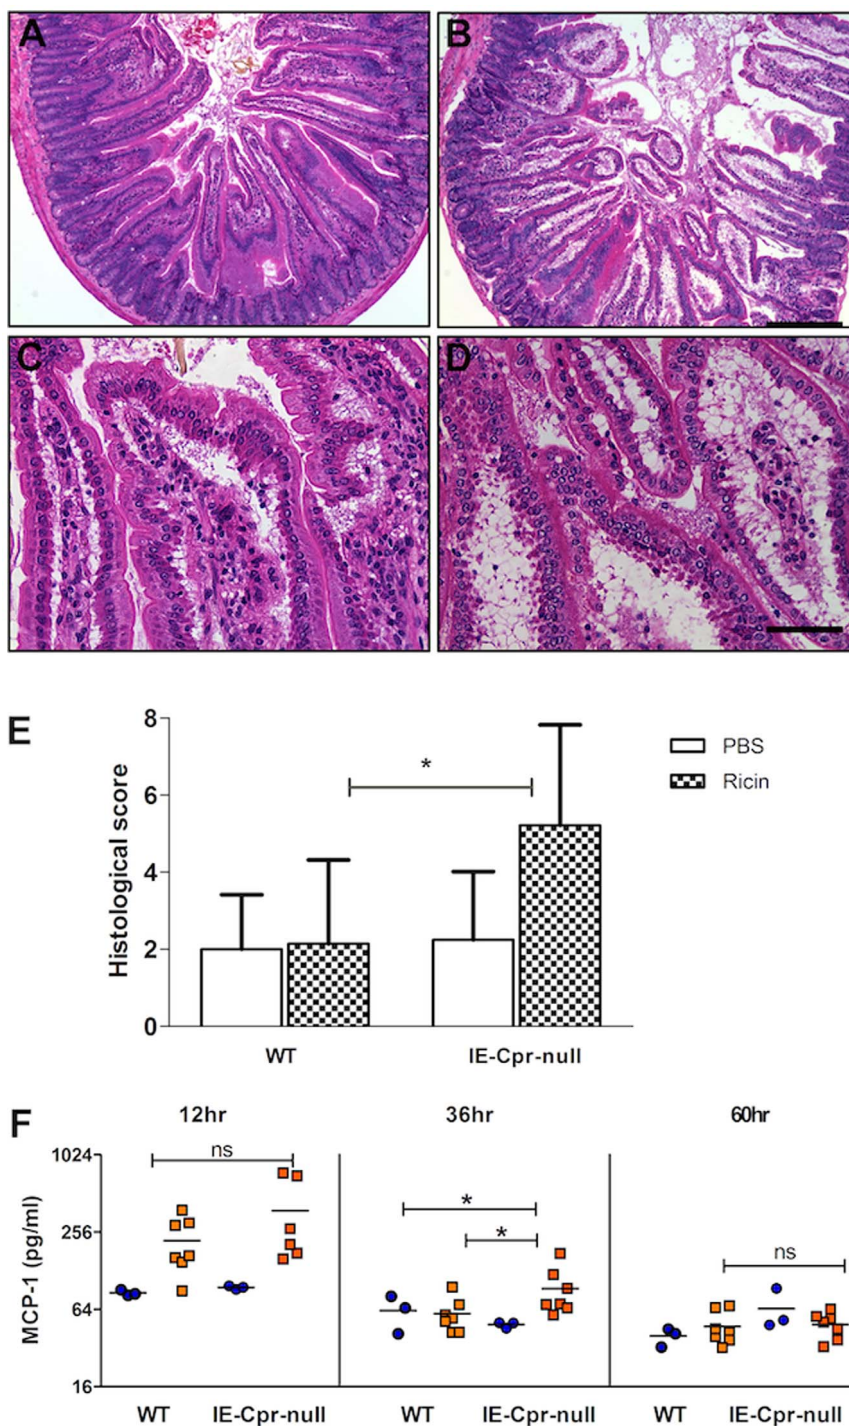 A
B
C
D
E
Histological score
8
6
4
2
0
*
PBS
Ricin
WT
IE-Cpr-null
F
12hr
36hr
60hr
MCP-1 (pg/ml)
1024
256
64
16
ns
*
*
ns
WT
IE-Cpr-null
WT
IE-Cpr-null
WT
IE-Cpr-null